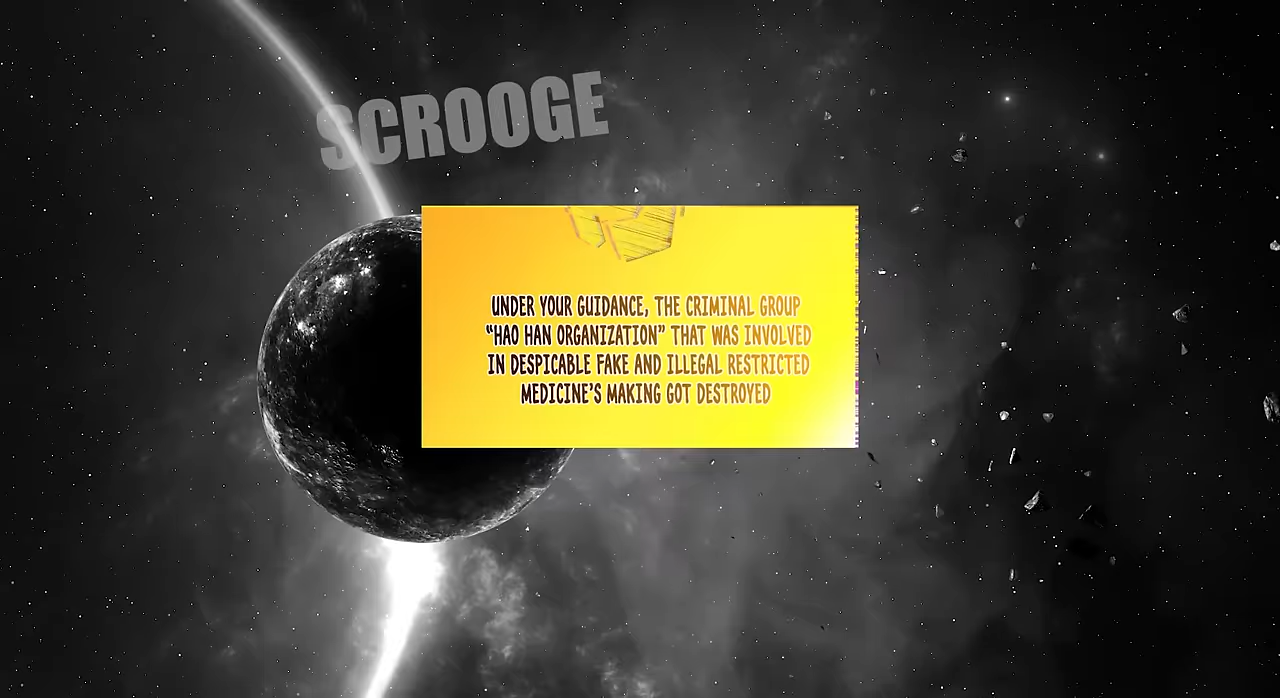 SCROOGE
UNDER YOUR GUIDANCE, THE CRIMINAL GROUP
“HAO HAN ORGANIZATION” THAT WAS INVOLVED
IN DESPICABLE FAKE AND ILLEGAL RESTRICTED
MEDICINE’S MAKING GOT DESTROYED